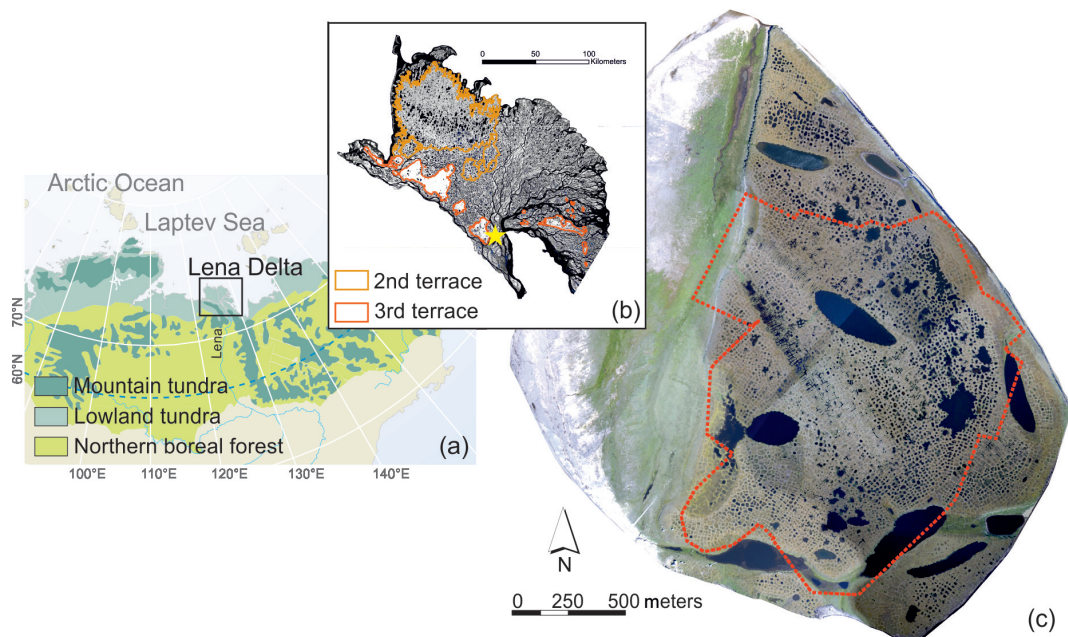 Arctic Ocean
Laptev Sea
Lena Delta
Lena
70°N
60°N
Mountain tundra
Lowland tundra
Northern boreal forest
(a)
100°E 110°E 120°E 120°E 140°E
0 50 100
Kilometers
2nd terrace
3rd terrace
(b)
N
0 250 500 meters
(c)